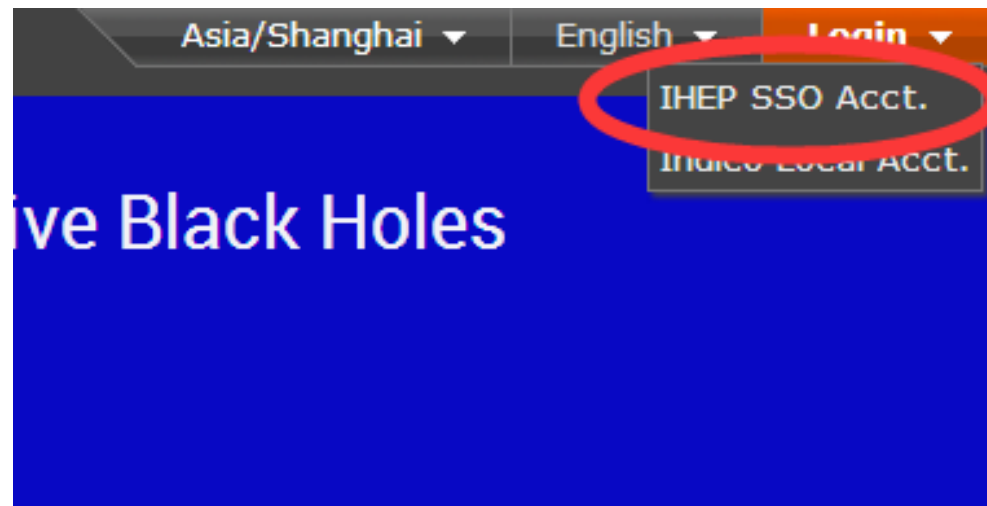 Asia/Shanghai English Login
IHEP SSO Acct.
Indico Local Acct.
ive Black Holes